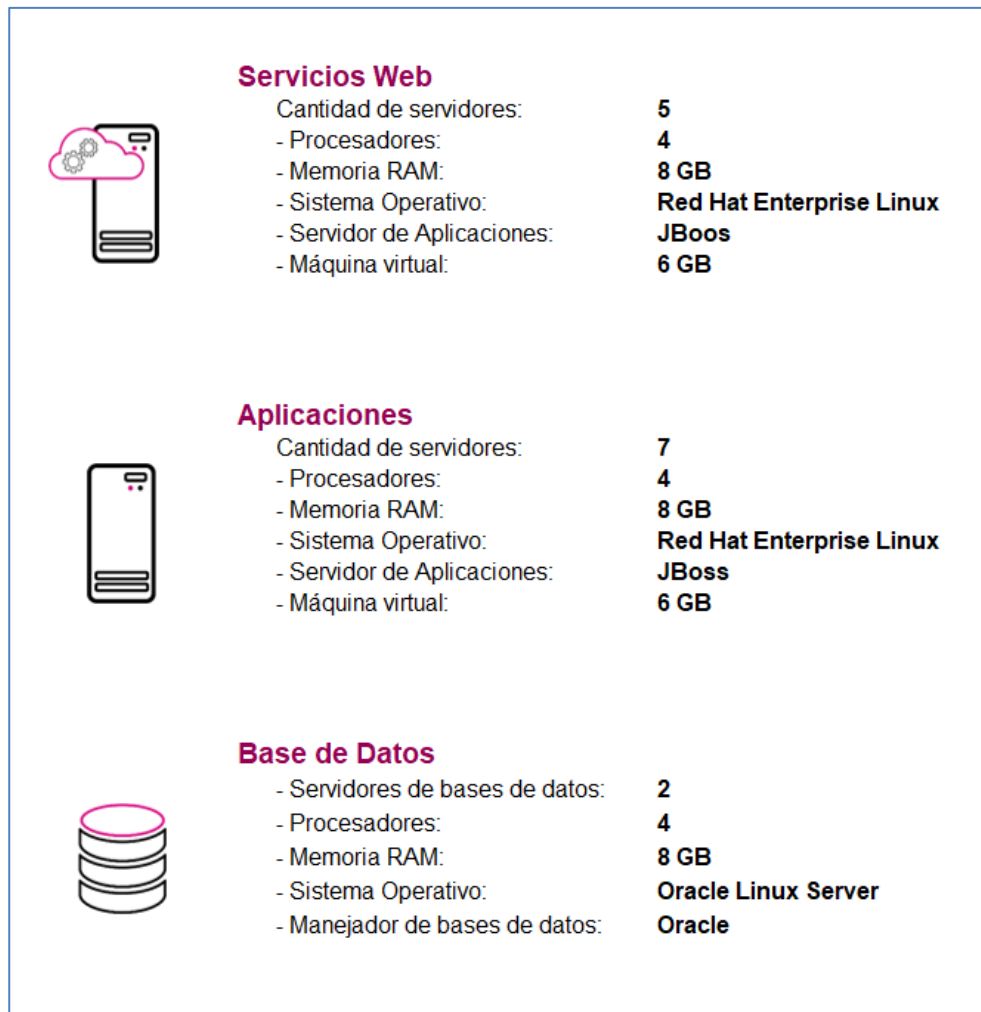 Servicios Web
Cantidad de servidores: 5
- Procesadores: 4
- Memoria RAM: 8 GB
- Sistema Operativo: Red Hat Enterprise Linux
- Servidor de Aplicaciones: JBoos
- Máquina virtual: 6 GB
Aplicaciones
Cantidad de servidores: 7
- Procesadores: 4
- Memoria RAM: 8 GB
- Sistema Operativo: Red Hat Enterprise Linux
- Servidor de Aplicaciones: JBoss
- Máquina virtual: 6 GB
Base de Datos
- Servidores de bases de datos: 2
- Procesadores: 4
- Memoria RAM: 8 GB
- Sistema Operativo: Oracle Linux Server
- Manejador de bases de datos: Oracle